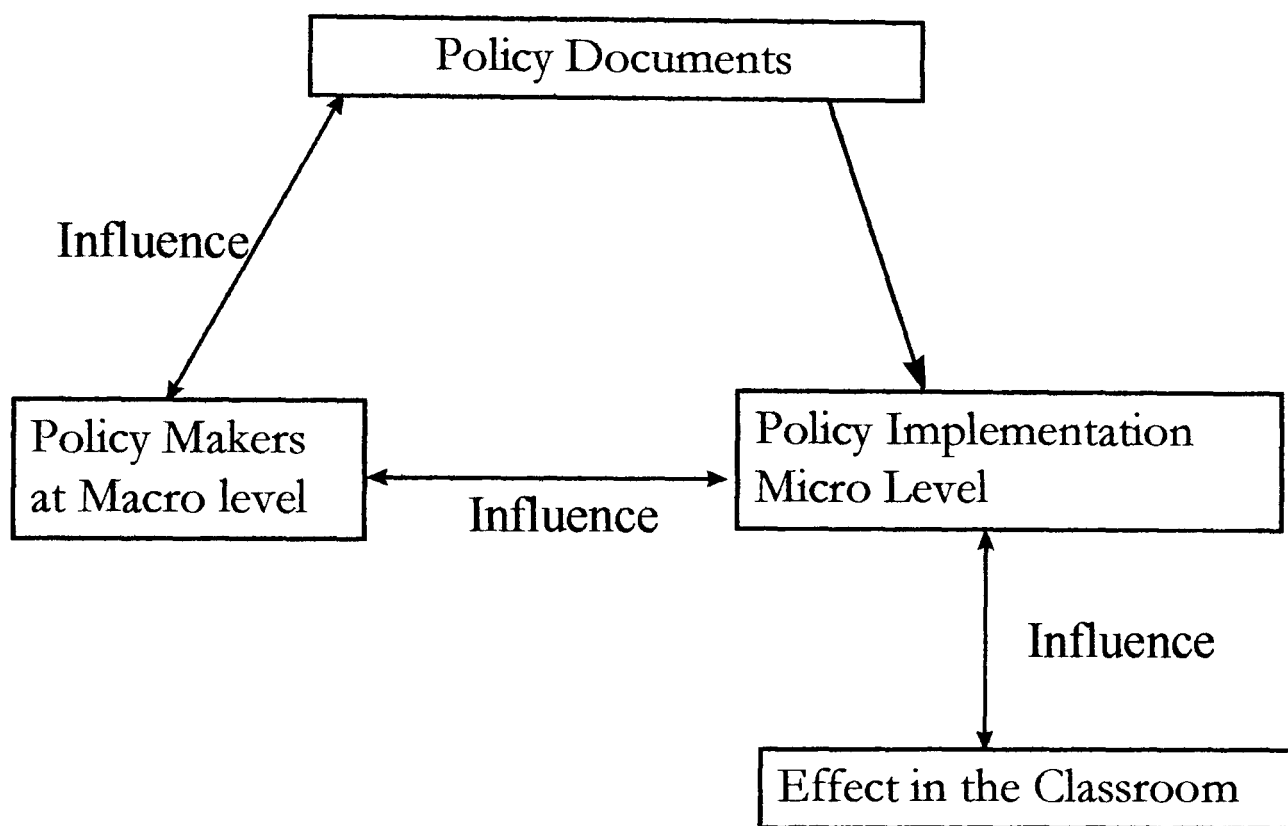 Policy Documents
Influence
Policy Makers
at Macro level
Influence
Policy Implementation
Micro Level
Influence
Effect in the Classroom